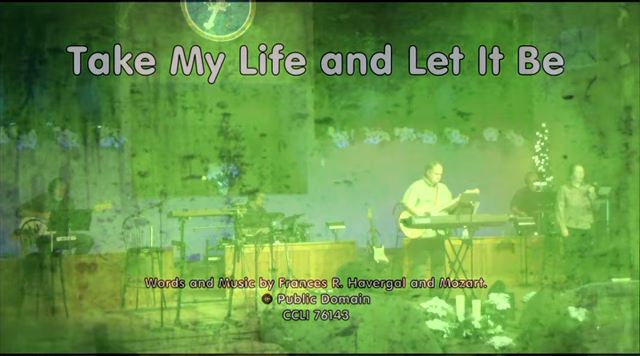 Take My Life and Let It Be
Words and Music by Frances R. Havergal and Mozart.
© Public Domain
CCLI 76143